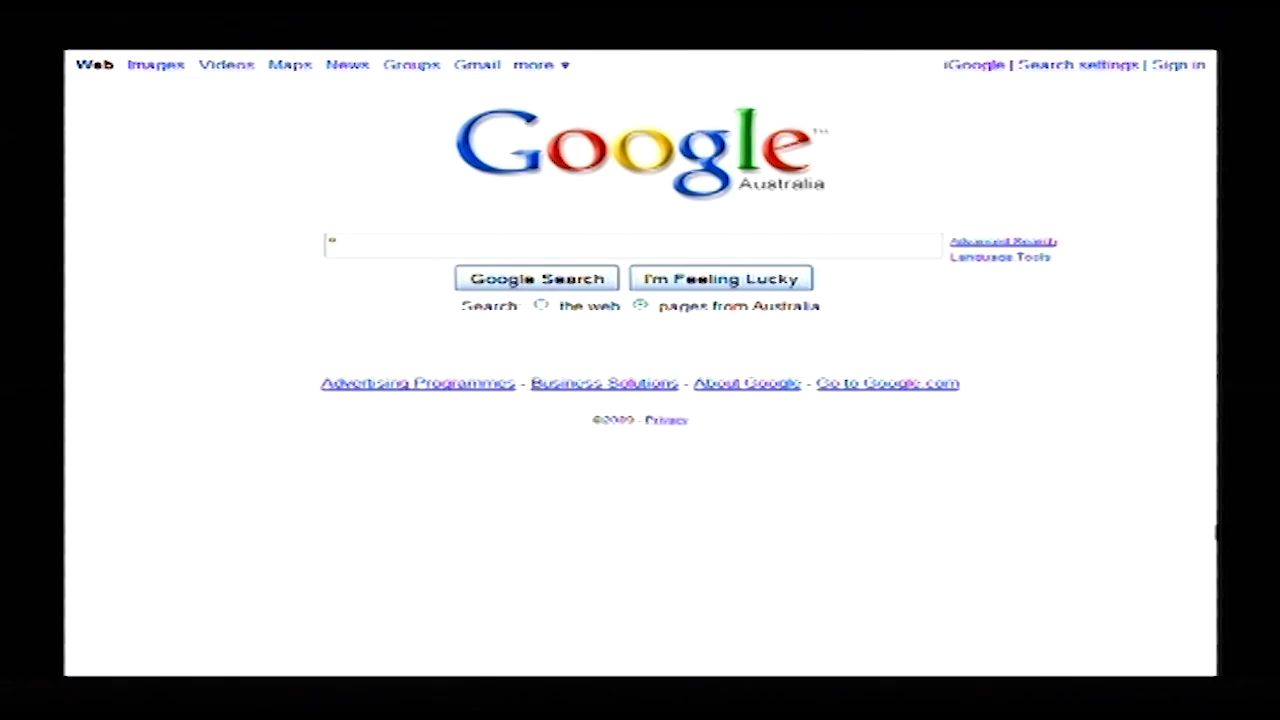 Web Images Videos Maps News Groups Gmail more ▼
iGoogle | Search settings | Sign in
Google™
Australia
"
Advanced Search
Language Tools
Google Search I'm Feeling Lucky
Search: the web pages from Australia
Advertising Programmes - Business Solutions - About Google - Go to Google.com
©2009 - Privacy